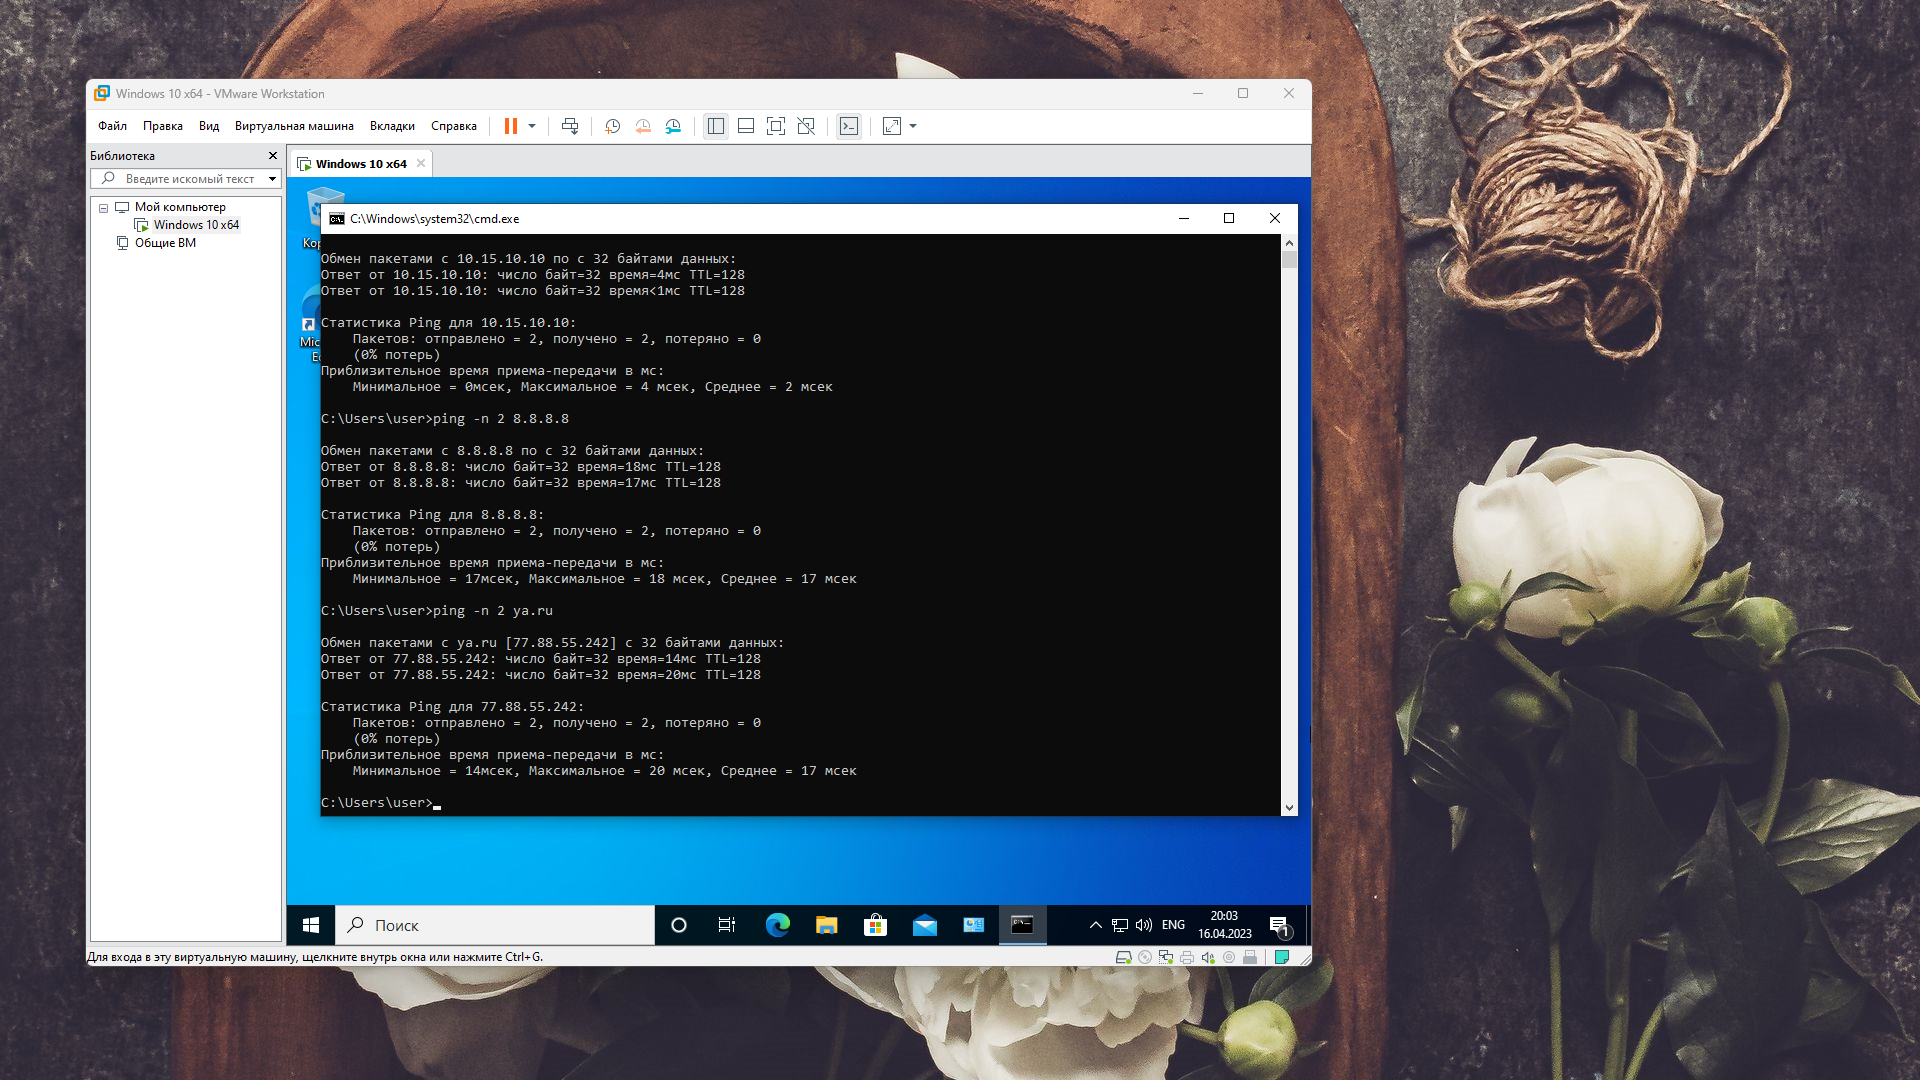 Windows 10 x64 - VMware Workstation
Файл Правка Вид Виртуальная машина Вкладки Справка
Библиотека
Введите искомый текст
Мой компьютер
Windows 10 x64
Общие ВМ
Windows 10 x64
C:\Windows\system32\cmd.exe
Обмен пакетами с 10.15.10.10 по с 32 байтами данных:
Ответ от 10.15.10.10: число байт=32 время=4мс TTL=128
Ответ от 10.15.10.10: число байт=32 время<1мс TTL=128
Статистика Ping для 10.15.10.10:
Пакетов: отправлено = 2, получено = 2, потеряно = 0
(0% потерь)
Приблизительное время приема-передачи в мс:
Минимальное = 0мсек, Максимальное = 4 мсек, Среднее = 2 мсек
C:\Users\user>ping -n 2 8.8.8.8
Обмен пакетами с 8.8.8.8 по с 32 байтами данных:
Ответ от 8.8.8.8: число байт=32 время=18мс TTL=128
Ответ от 8.8.8.8: число байт=32 время=17мс TTL=128
Статистика Ping для 8.8.8.8:
Пакетов: отправлено = 2, получено = 2, потеряно = 0
(0% потерь)
Приблизительное время приема-передачи в мс:
Минимальное = 17мсек, Максимальное = 18 мсек, Среднее = 17 мсек
C:\Users\user>ping -n 2 ya.ru
Обмен пакетами с ya.ru [77.88.55.242] с 32 байтами данных:
Ответ от 77.88.55.242: число байт=32 время=14мс TTL=128
Ответ от 77.88.55.242: число байт=32 время=20мс TTL=128
Статистика Ping для 77.88.55.242:
Пакетов: отправлено = 2, получено = 2, потеряно = 0
(0% потерь)
Приблизительное время приема-передачи в мс:
Минимальное = 14мсек, Максимальное = 20 мсек, Среднее = 17 мсек
C:\Users\user>
Поиск
ENG
20:03
16.04.2023
1
Для входа в эту виртуальную машину, щелкните внутрь окна или нажмите Ctrl+G.